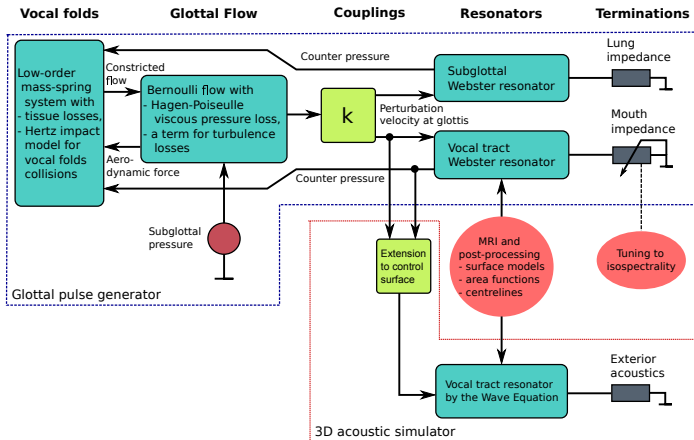 Vocal folds
Glottal Flow
Couplings
Resonators
Terminations
Counter pressure
Lung
impedance
Low-order
mass-spring
system with
- tissue losses,
- Hertz impact
model for
vocal folds
collisions
Constricted
flow
Bernoulli flow with
- Hagen-Poiseulle
viscous pressure loss,
- a term for turbulence
losses
k
Subglottal
Webster resonator
Perturbation
velocity at glottis
Mouth
impedance
Aero-
dynamic force
Vocal tract
Webster resonator
Counter pressure
Subglottal
pressure
Extension
to control
surface
MRI and
post-processing
- surface models
- area functions
- centrelines
Tuning to
isospectrality
Glottal pulse generator
Vocal tract resonator
by the Wave Equation
Exterior
acoustics
3D acoustic simulator